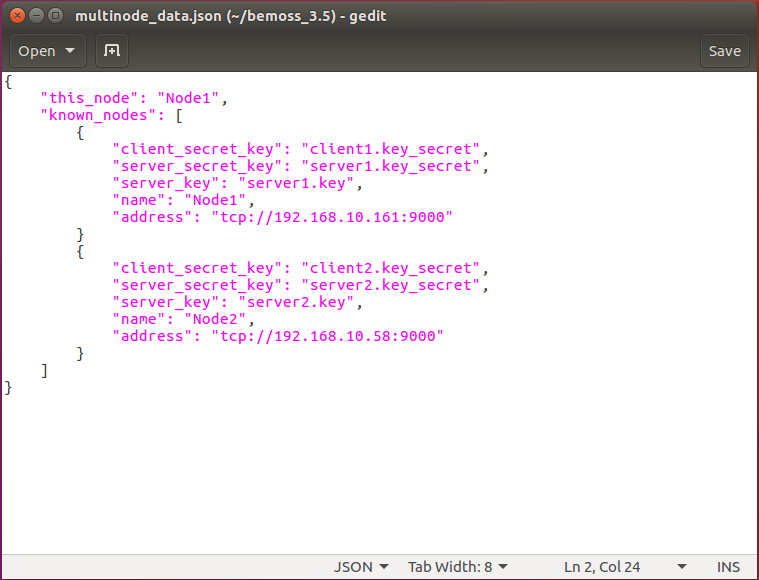 multinode_data.json (~/bemoss_3.5) - gedit
Open Save
{
    "this_node": "Node1",
    "known_nodes": [
        {
            "client_secret_key": "client1.key_secret",
            "server_secret_key": "server1.key_secret",
            "server_key": "server1.key",
            "name": "Node1",
            "address": "tcp://192.168.10.161:9000"
        }
        {
            "client_secret_key": "client2.key_secret",
            "server_secret_key": "server2.key_secret",
            "server_key": "server2.key",
            "name": "Node2",
            "address": "tcp://192.168.10.58:9000"
        }
    ]
}
JSON Tab Width: 8 Ln 2, Col 24 INS